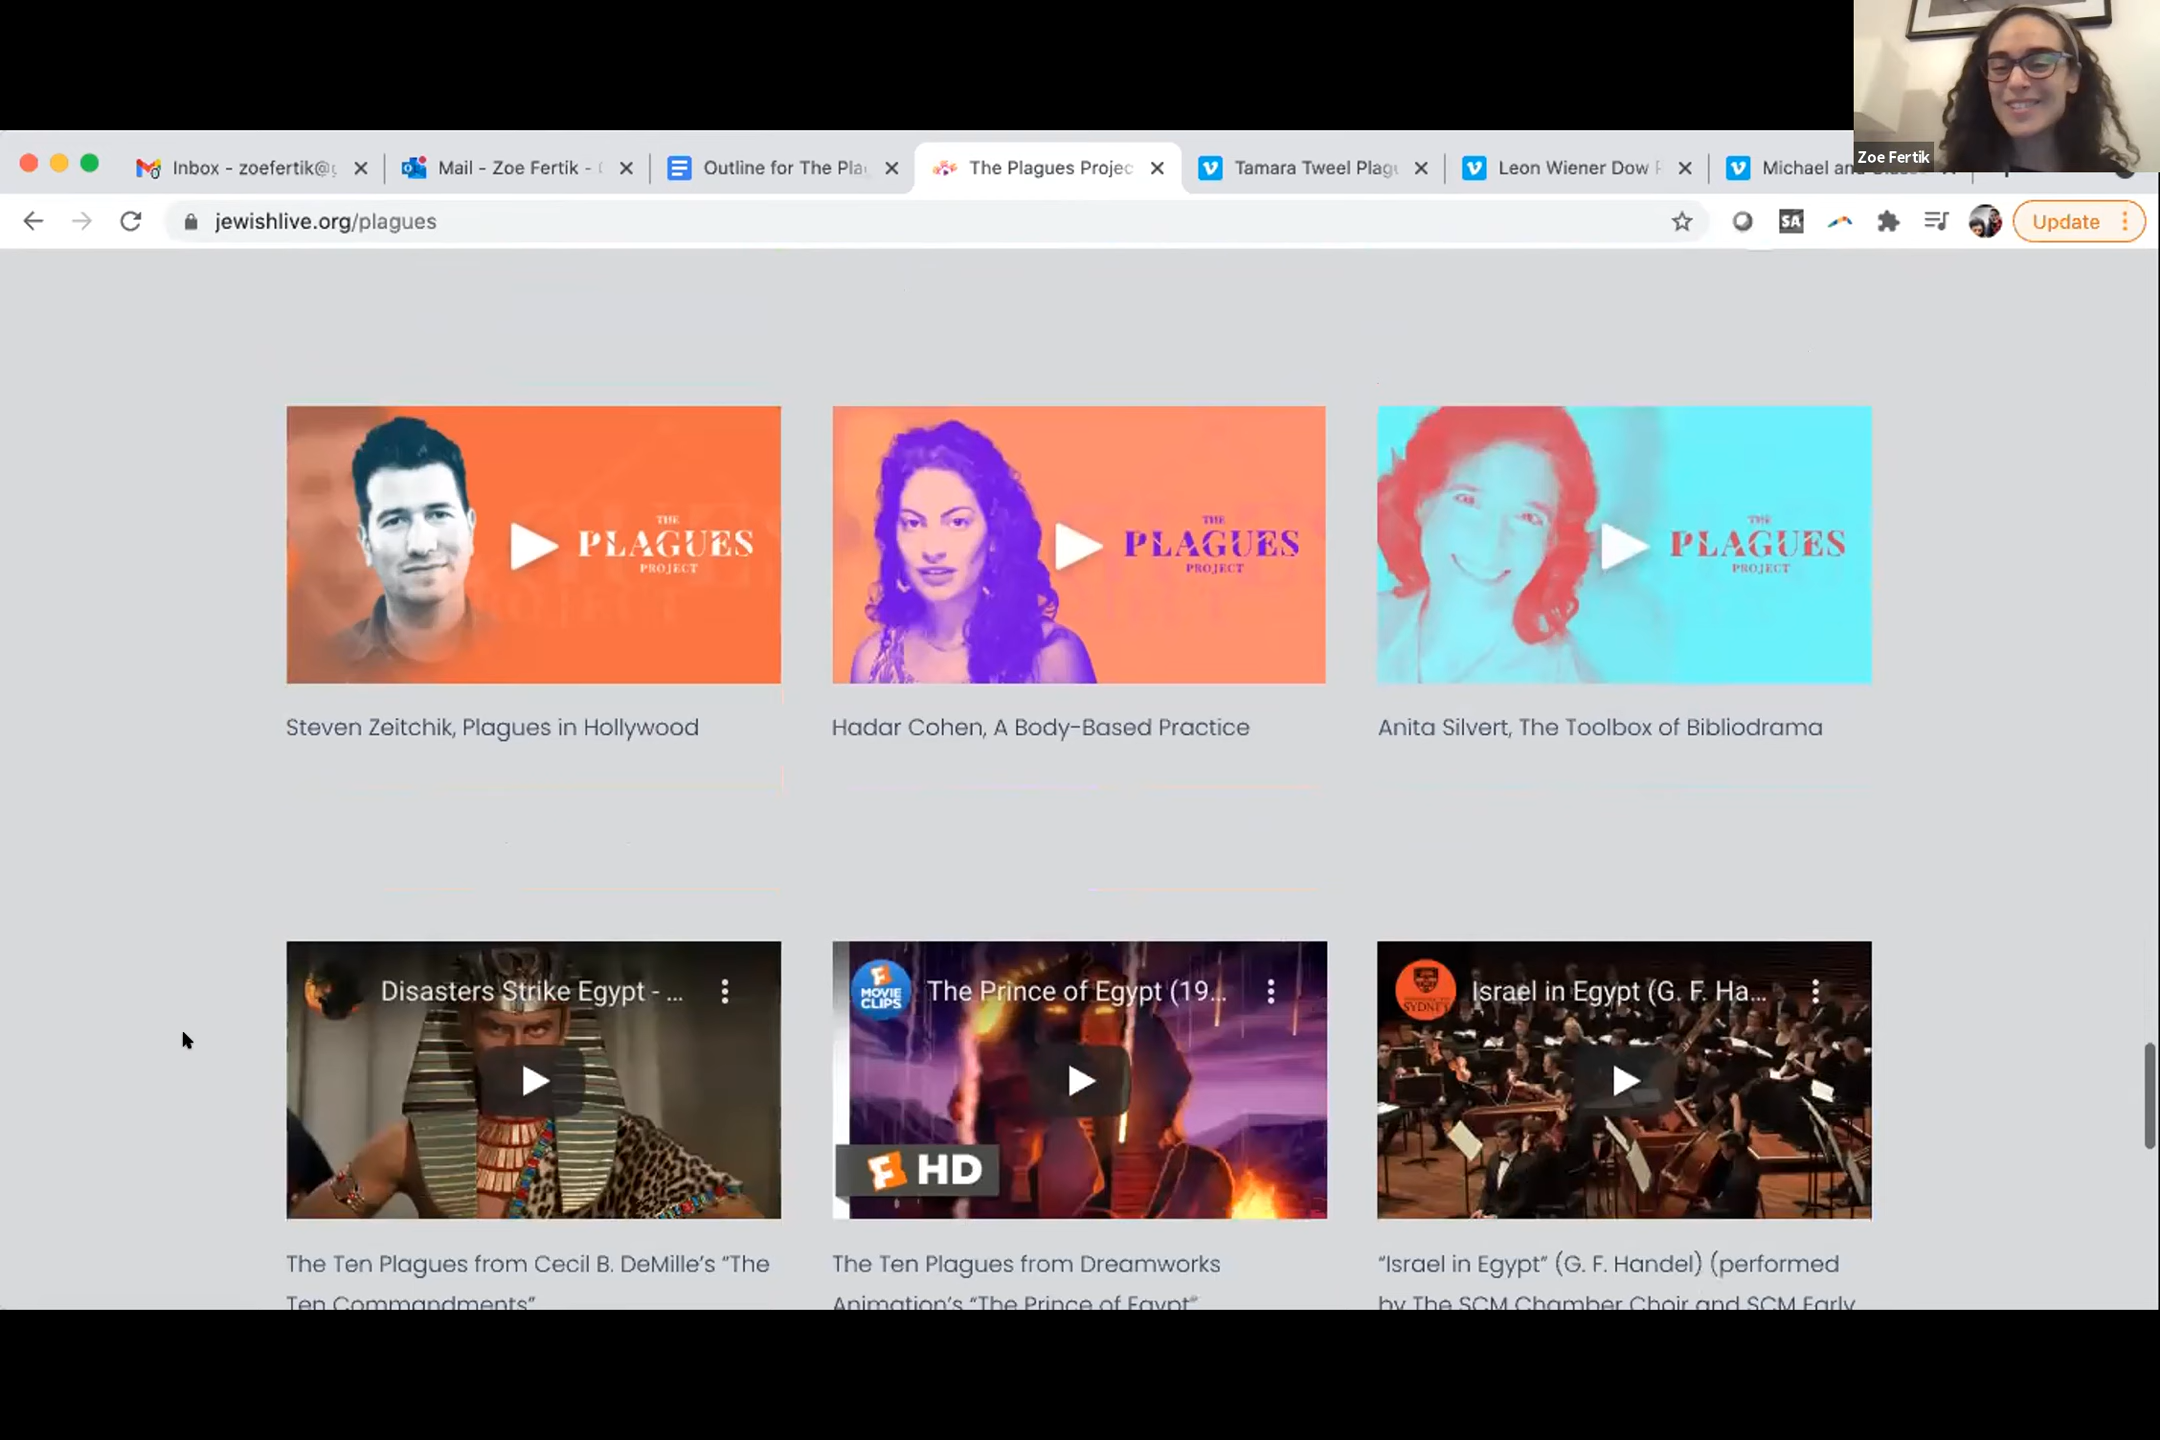 Zoe Fertik
Inbox - zoefertik@
Mail - Zoe Fertik -
Outline for The Pla
The Plagues Projec
Tamara Tweel Plag
Leon Wiener Dow
Michael an
jewishlive.org/plagues
SA
Update
THE
PLAGUES
PROJECT
THE
PLAGUES
PROJECT
THE
PLAGUES
PROJECT
Steven Zeitchik, Plagues in Hollywood
Hadar Cohen, A Body-Based Practice
Anita Silvert, The Toolbox of Bibliodrama
Disasters Strike Egypt - ...
MOVIE
CLIPS
The Prince of Egypt (19...
SYDNEY
Israel in Egypt (G. F. Ha...
HD
The Ten Plagues from Cecil B. DeMille's “The
Ten Commandments”
The Ten Plagues from Dreamworks
Animation's “The Prince of Egypt”
“Israel in Egypt” (G. F. Handel) (performed
by The SCM Chamber Choir and SCM Early